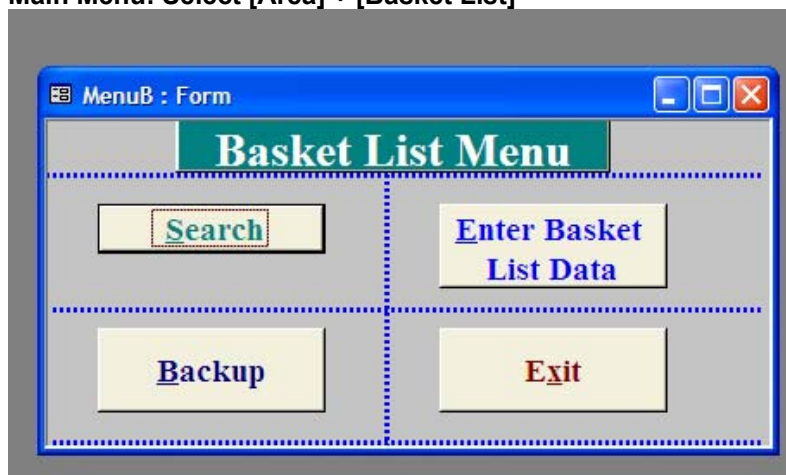 Main Menu: Select [Area] + [Basket List]
MenuB : Form
Basket List Menu
Search
Enter Basket
List Data
Backup
Exit